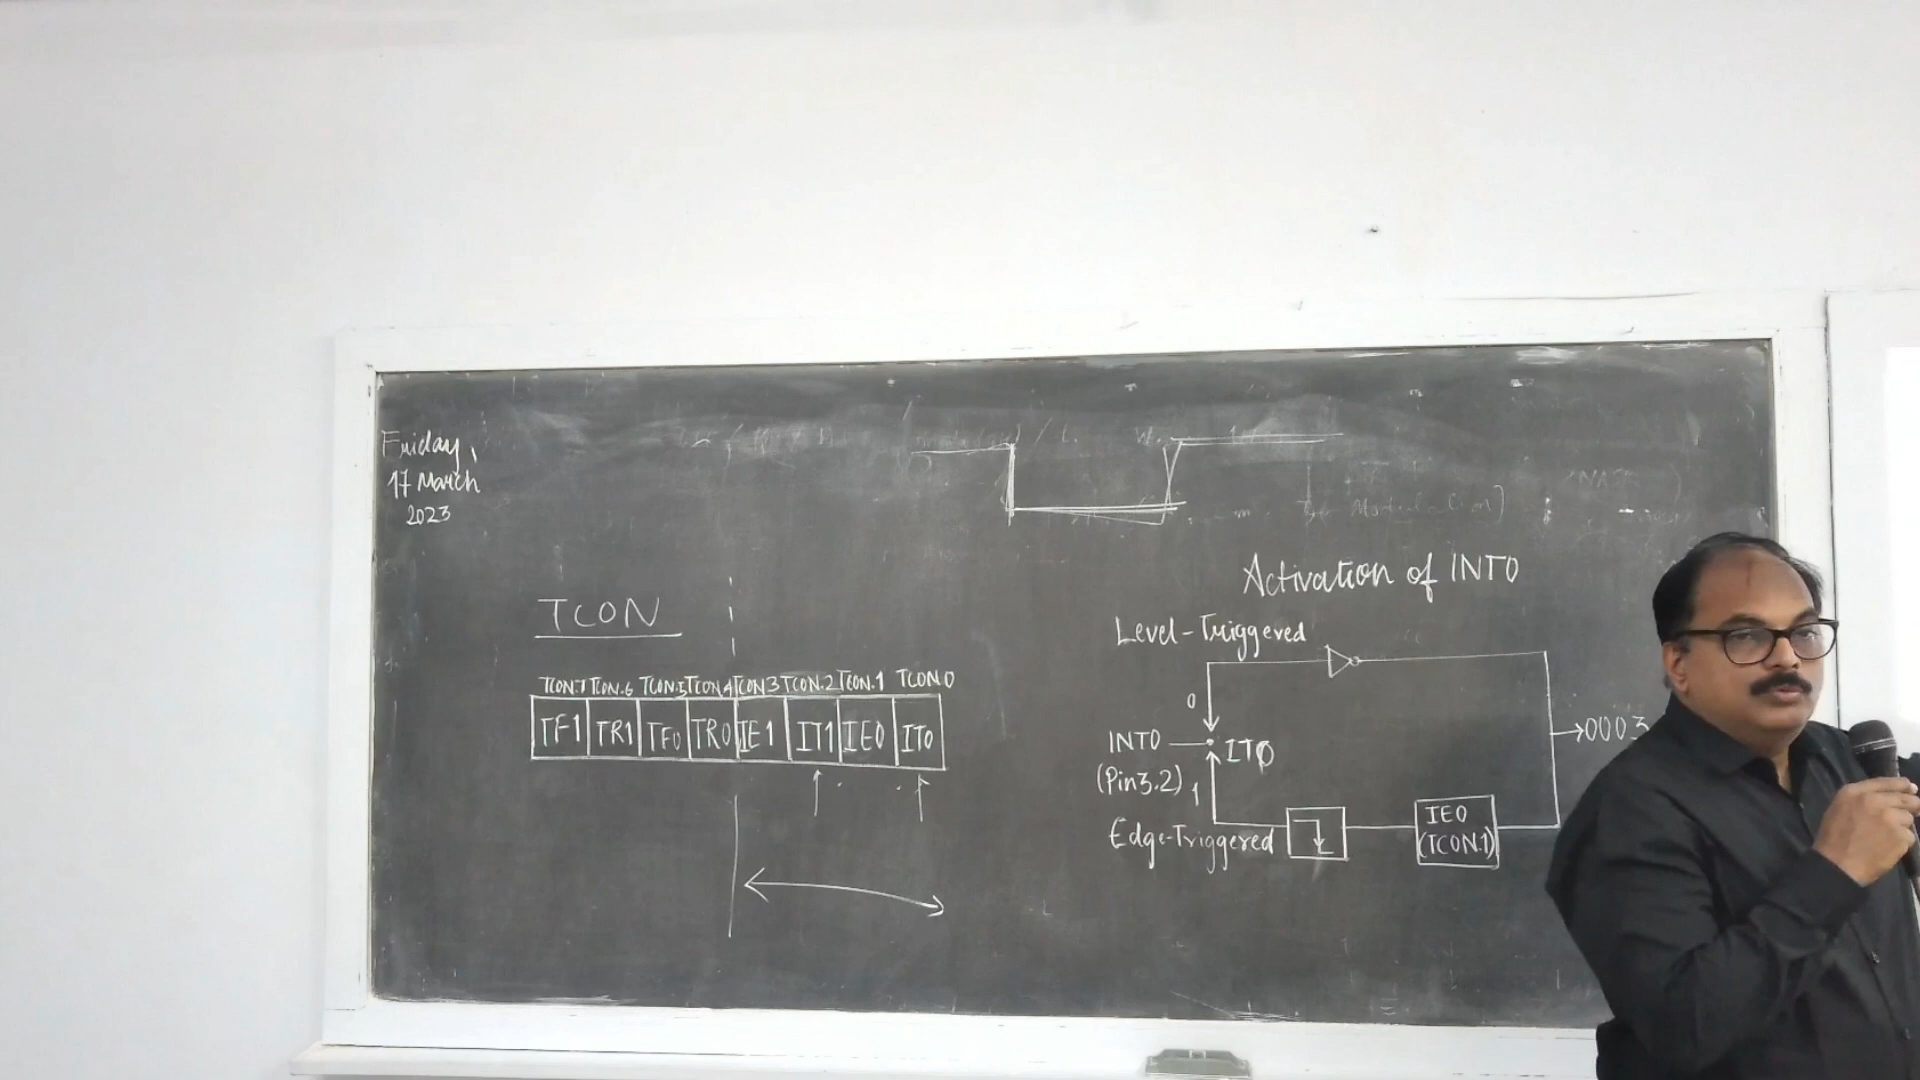 Friday,
17 March
2023
TCON
TCON.7 TCON.6 TCON.5 TCON.4 TCON.3 TCON.2 TCON.1 TCON.0
TF1 TR1 TF0 TR0 IE1 IT1 IE0 IT0
Activation of INT0
Level-Triggered
0
INT0
IT0
(Pin3.2)
1
Edge-Triggered
IE0
(TCON.1)
0003